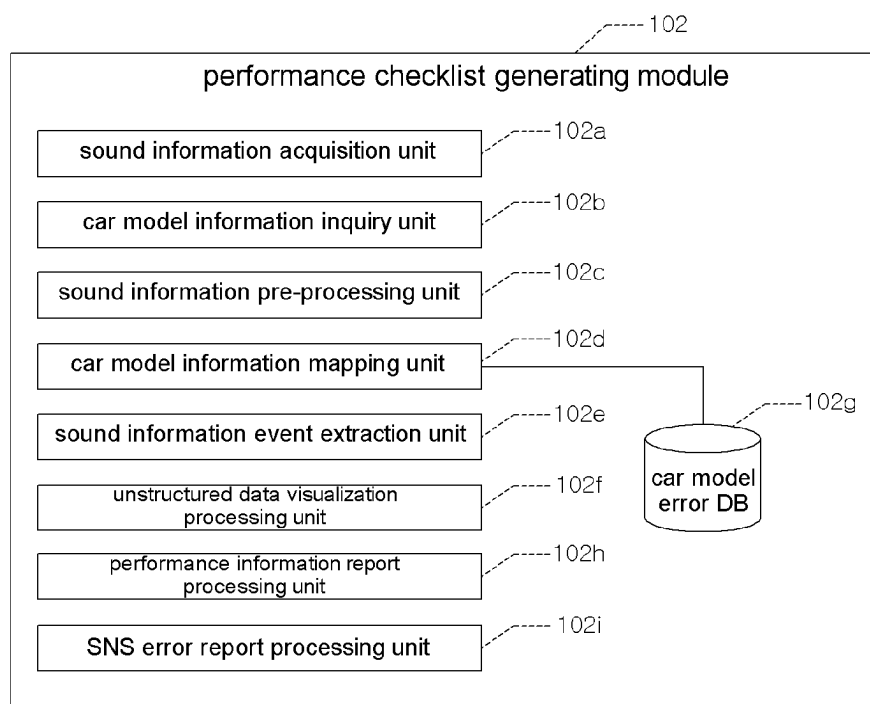 102
performance checklist generating module
sound information acquisition unit
102a
car model information inquiry unit
102b
sound information pre-processing unit
102c
car model information mapping unit
102d
sound information event extraction unit
102e
102g
car model
error DB
unstructured data visualization
processing unit
102f
performance information report
processing unit
102h
SNS error report processing unit
102i